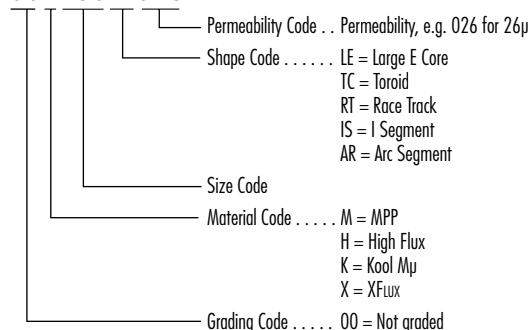 Permeability Code . . Permeability, e.g. 026 for 26µ
Shape Code . . . . . . LE = Large E Core
TC = Toroid
RT = Race Track
IS = I Segment
AR = Arc Segment
Size Code
Material Code . . . . . M = MPP
H = High Flux
K = Kool Mµ
X = XFLUX
Grading Code . . . . . 00 = Not graded